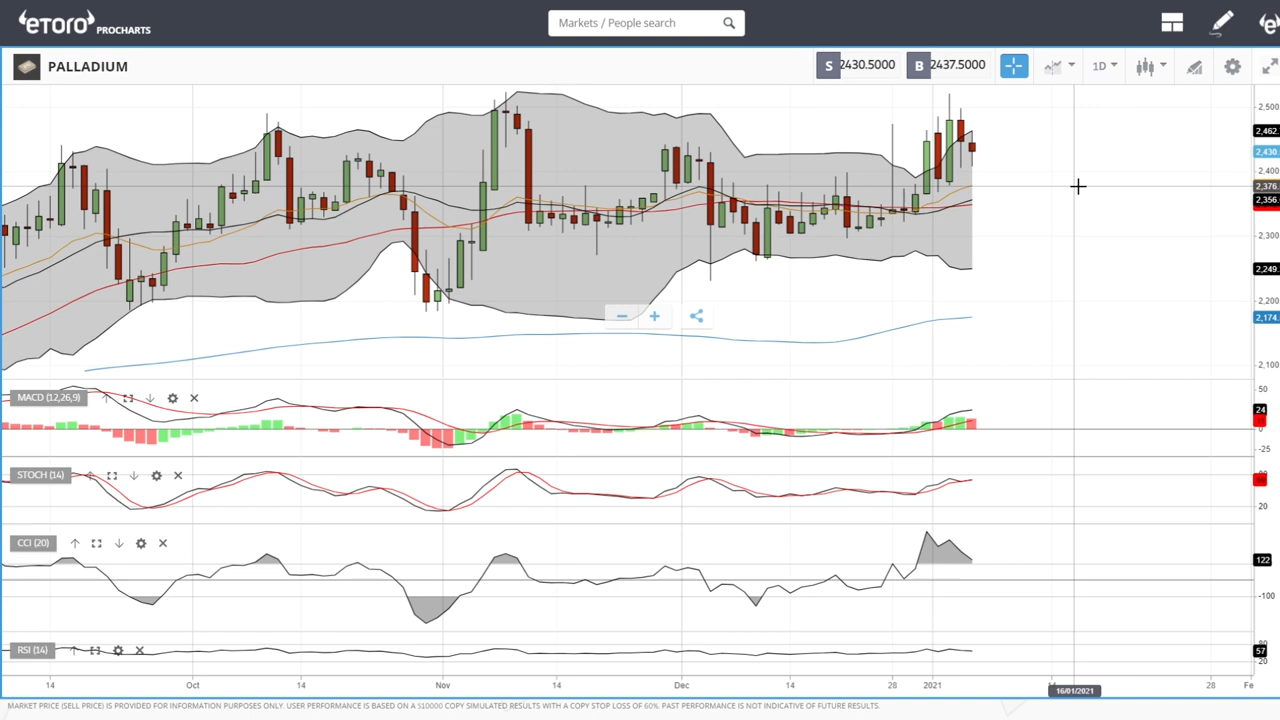 eTORO PROCHARTS
Markets / People search
PALLADIUM
S 2430.5000
B 2437.5000
1D
2,500
2,462
2,430
2,400
2,376
2,356
2,300
2,249
2,200
2,174
2,100
MACD (12,26,9)
50
24
0
-25
STOCH (14)
20
CCI (20)
122
-100
RSI (14)
80
57
20
14
Oct
14
Nov
14
Dec
14
28
2021
16/01/2021
28
Fe
MARKET PRICE (SELL PRICE) IS PROVIDED FOR INFORMATION PURPOSES ONLY. USER PERFORMANCE IS BASED ON A $10000 COPY SIMULATED RESULTS WITH A COPY STOP LOSS OF 60%. PAST PERFORMANCE IS NOT INDICATIVE OF FUTURE RESULTS.